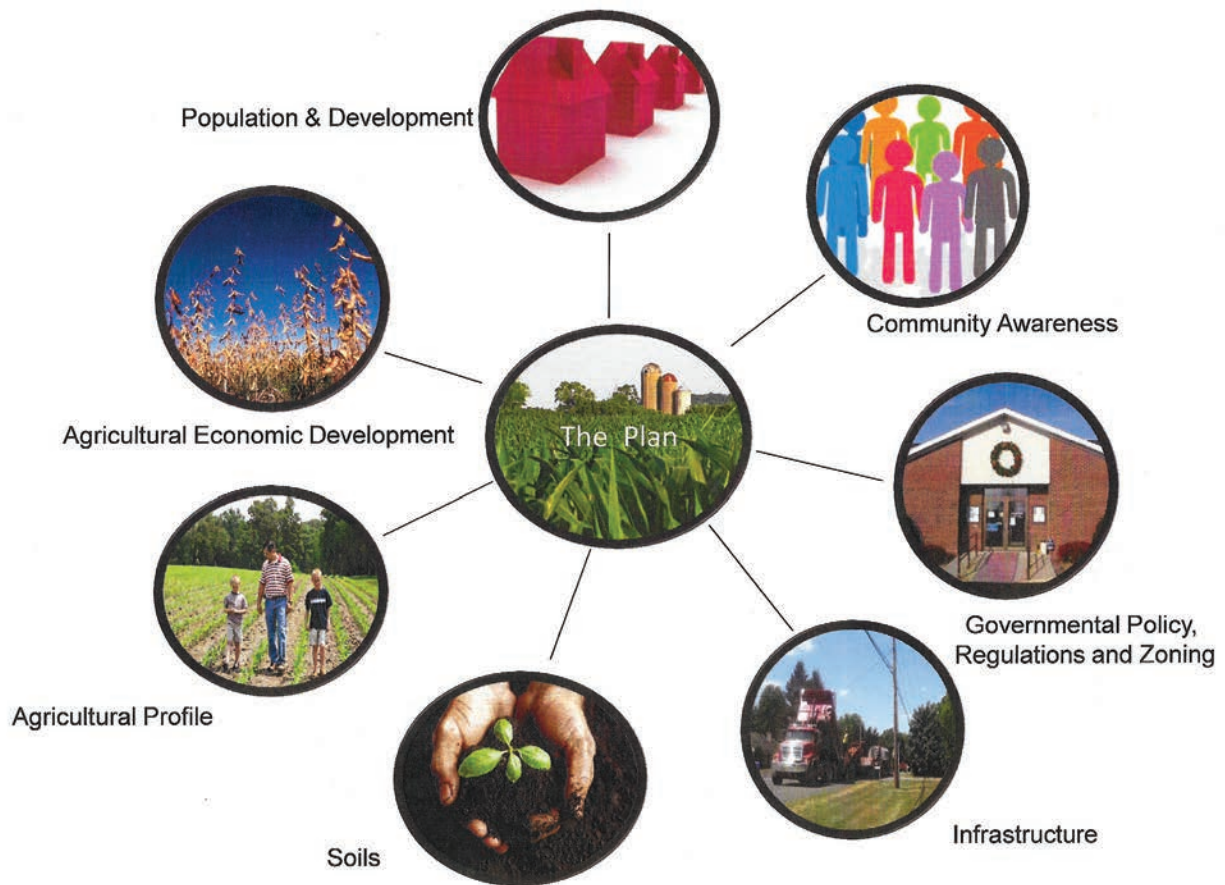 Population & Development
Community Awareness
Agricultural Economic Development
The Plan
Governmental Policy,
Regulations and Zoning
Agricultural Profile
Infrastructure
Soils